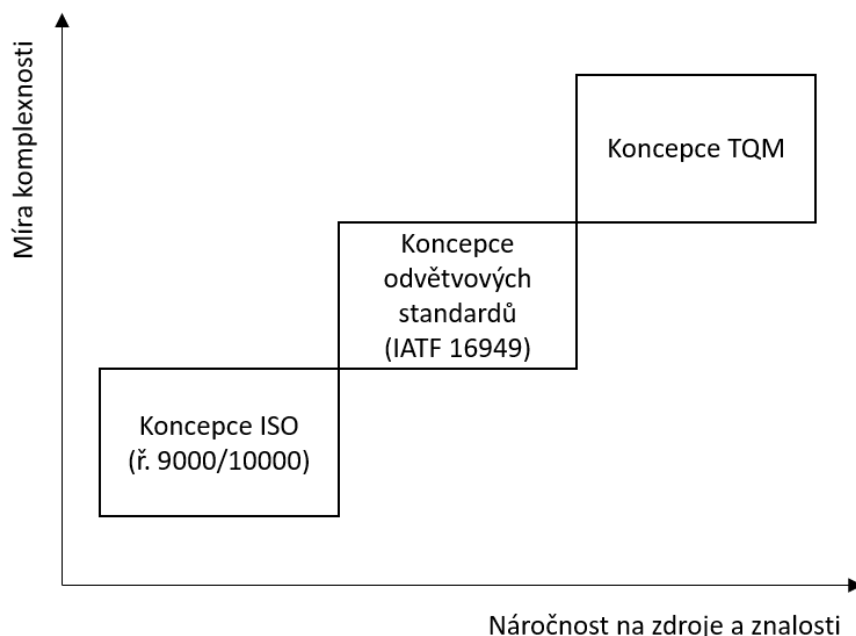 Míra komplexnosti
Koncepce TQM
Koncepce
odvětvových
standardů
(IATF 16949)
Koncepce ISO
(ř. 9000/10000)
Náročnost na zdroje a znalosti